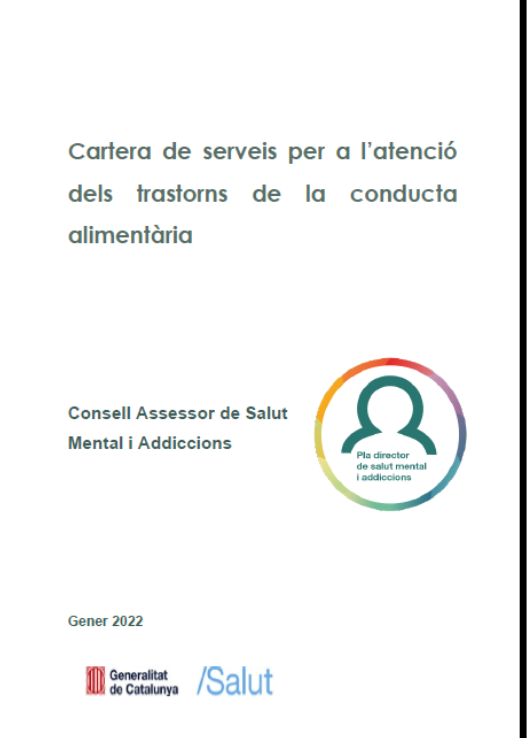 Cartera de serveis per a l'atenció
dels trastorns de la conducta
alimentària
Consell Assessor de Salut
Mental i Addiccions
Pla director
de salut mental
i addiccions
Gener 2022
Generalitat
de Catalunya
/Salut